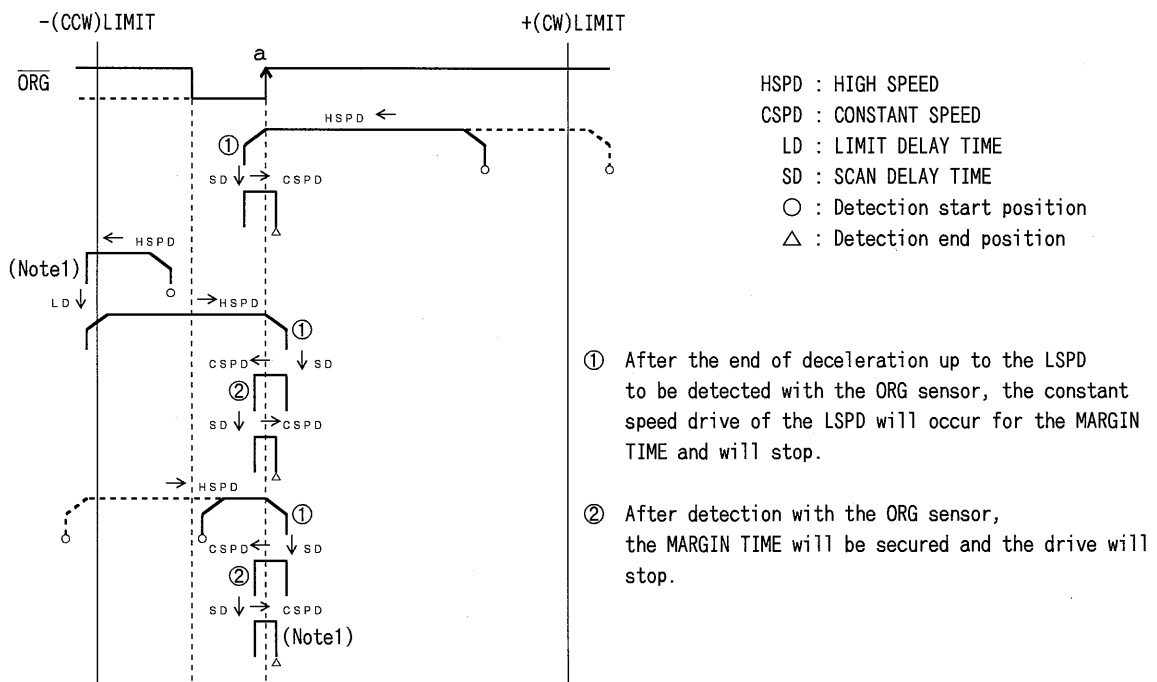 -(CCW)LIMIT
+(CW)LIMIT
a
ORG
HSPD ←
①
SD ↓ → CSPD
← HSPD
(Note1)
LD ↓
→ HSPD
①
CSPD ←
↓ SD
②
SD ↓ → CSPD
→ HSPD
①
CSPD ←
↓ SD
②
SD ↓ → CSPD
(Note1)
HSPD : HIGH SPEED
CSPD : CONSTANT SPEED
LD : LIMIT DELAY TIME
SD : SCAN DELAY TIME
○ : Detection start position
△ : Detection end position
① After the end of deceleration up to the LSPD
to be detected with the ORG sensor, the constant
speed drive of the LSPD will occur for the MARGIN
TIME and will stop.
② After detection with the ORG sensor,
the MARGIN TIME will be secured and the drive will
stop.